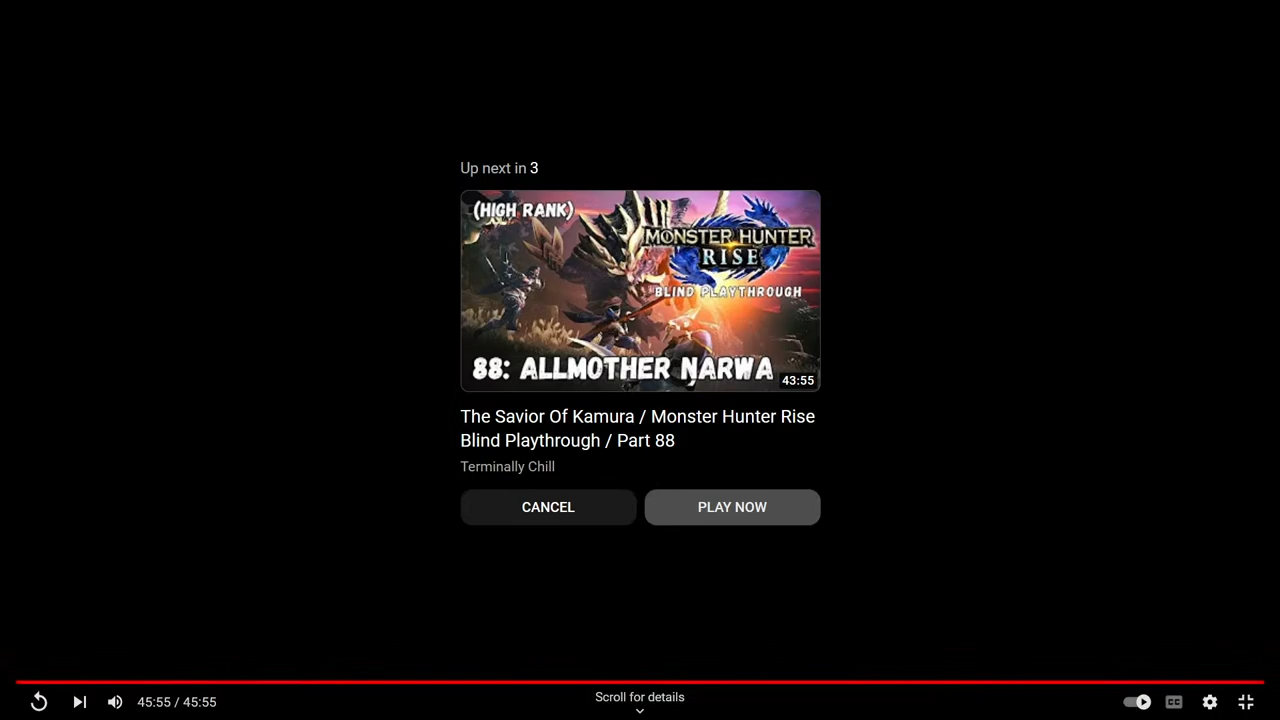 Up next in 3
(HIGH RANK)
MONSTER HUNTER
RISE
BLIND PLAYTHROUGH
88: ALLMOTHER NARWA
43:55
The Savior Of Kamura / Monster Hunter Rise
Blind Playthrough / Part 88
Terminally Chill
CANCEL
PLAY NOW
45:55 / 45:55
Scroll for details
CC